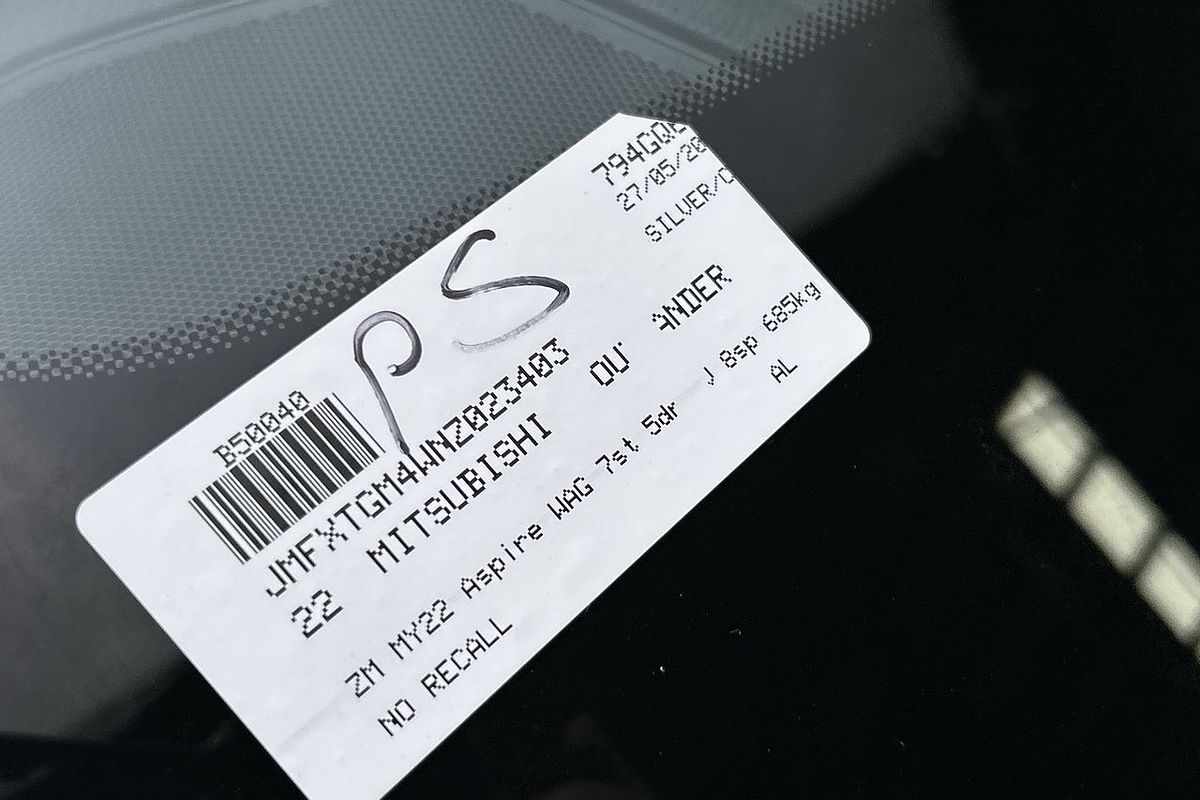 794GQ
27/05/20
SILVER/
PS
B50040
JMFXTGM4WNZ023403
22 MITSUBISHI OU ANDER
ZM MY22 Aspire WAG 7st 5dr 8sp 685kg
NO RECALL AL